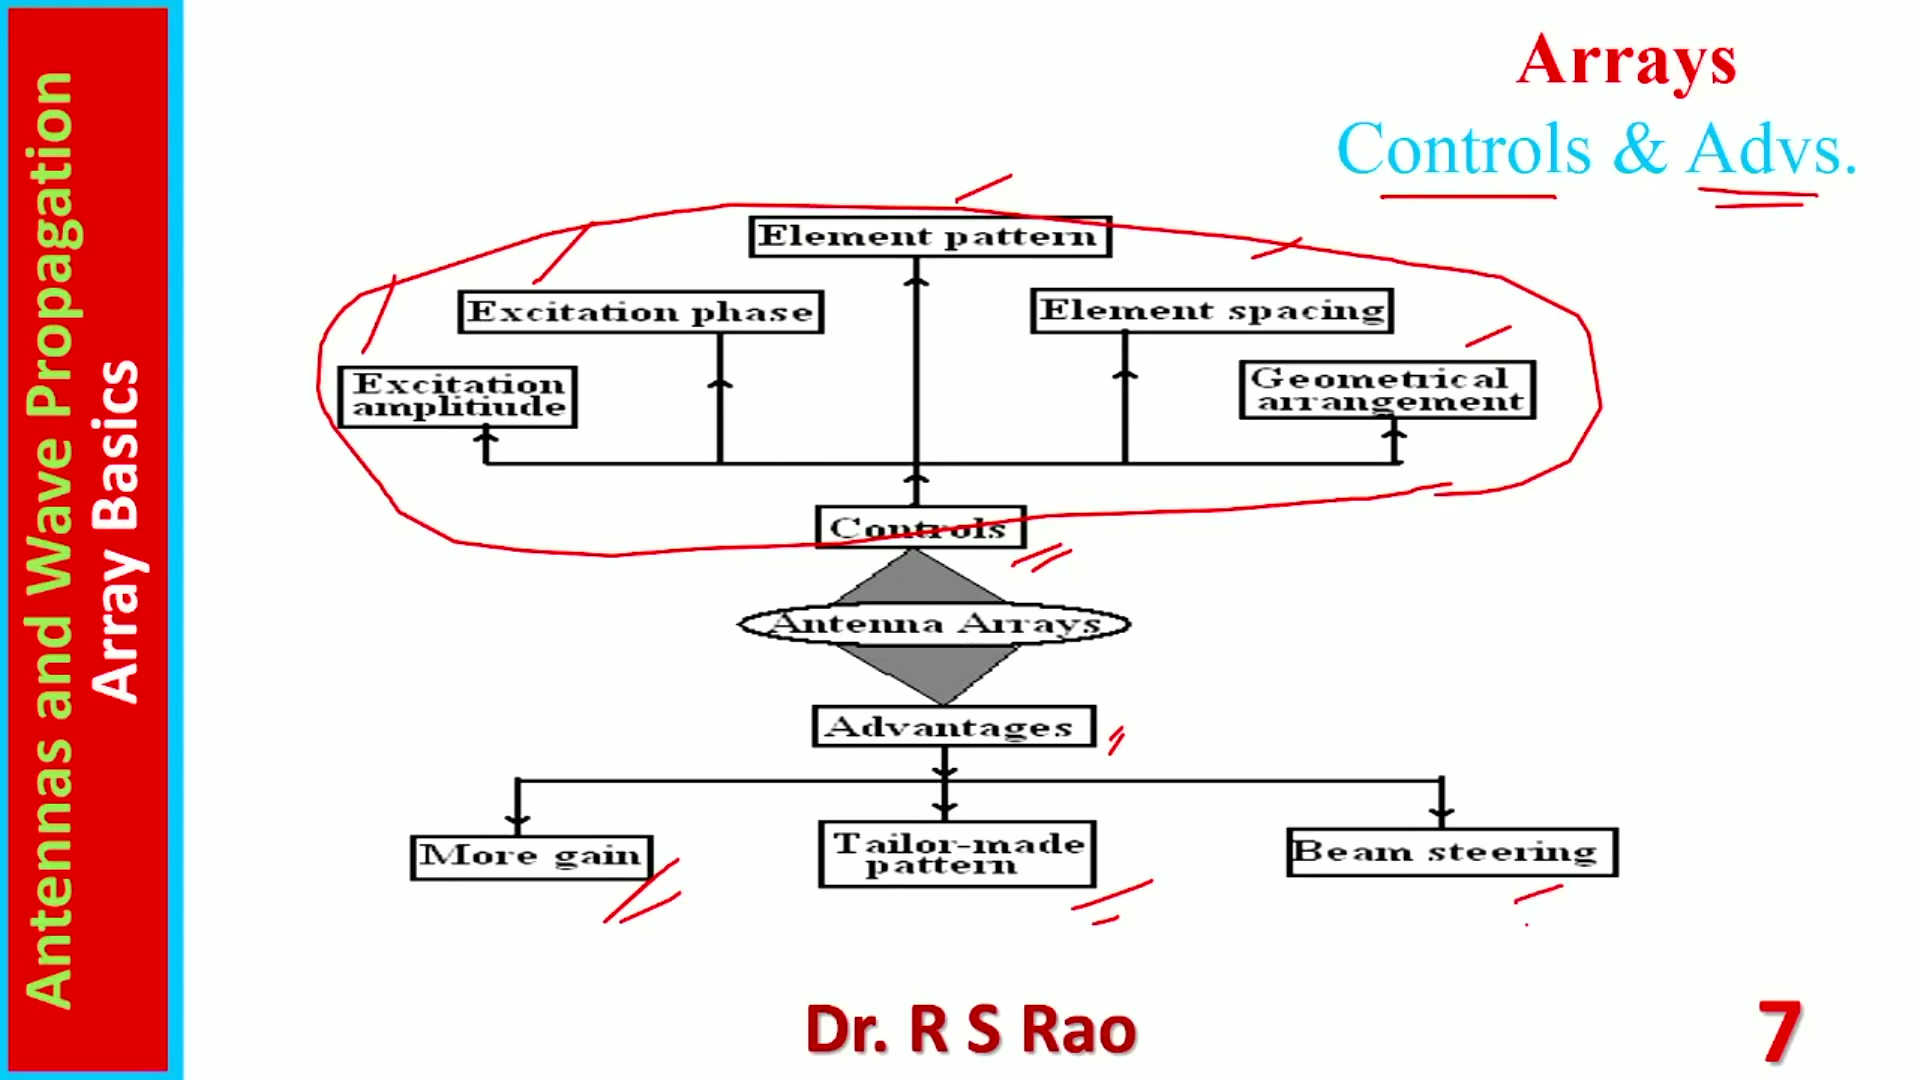 Antennas and Wave Propagation
Array Basics
Arrays
Controls & Advs.
Element pattern
Excitation phase
Element spacing
Excitation
amplitiude
Geometrical
arrangement
Controls
Antenna Arrays
Advantages
More gain
Tailor-made
pattern
Beam steering
Dr. R S Rao
7